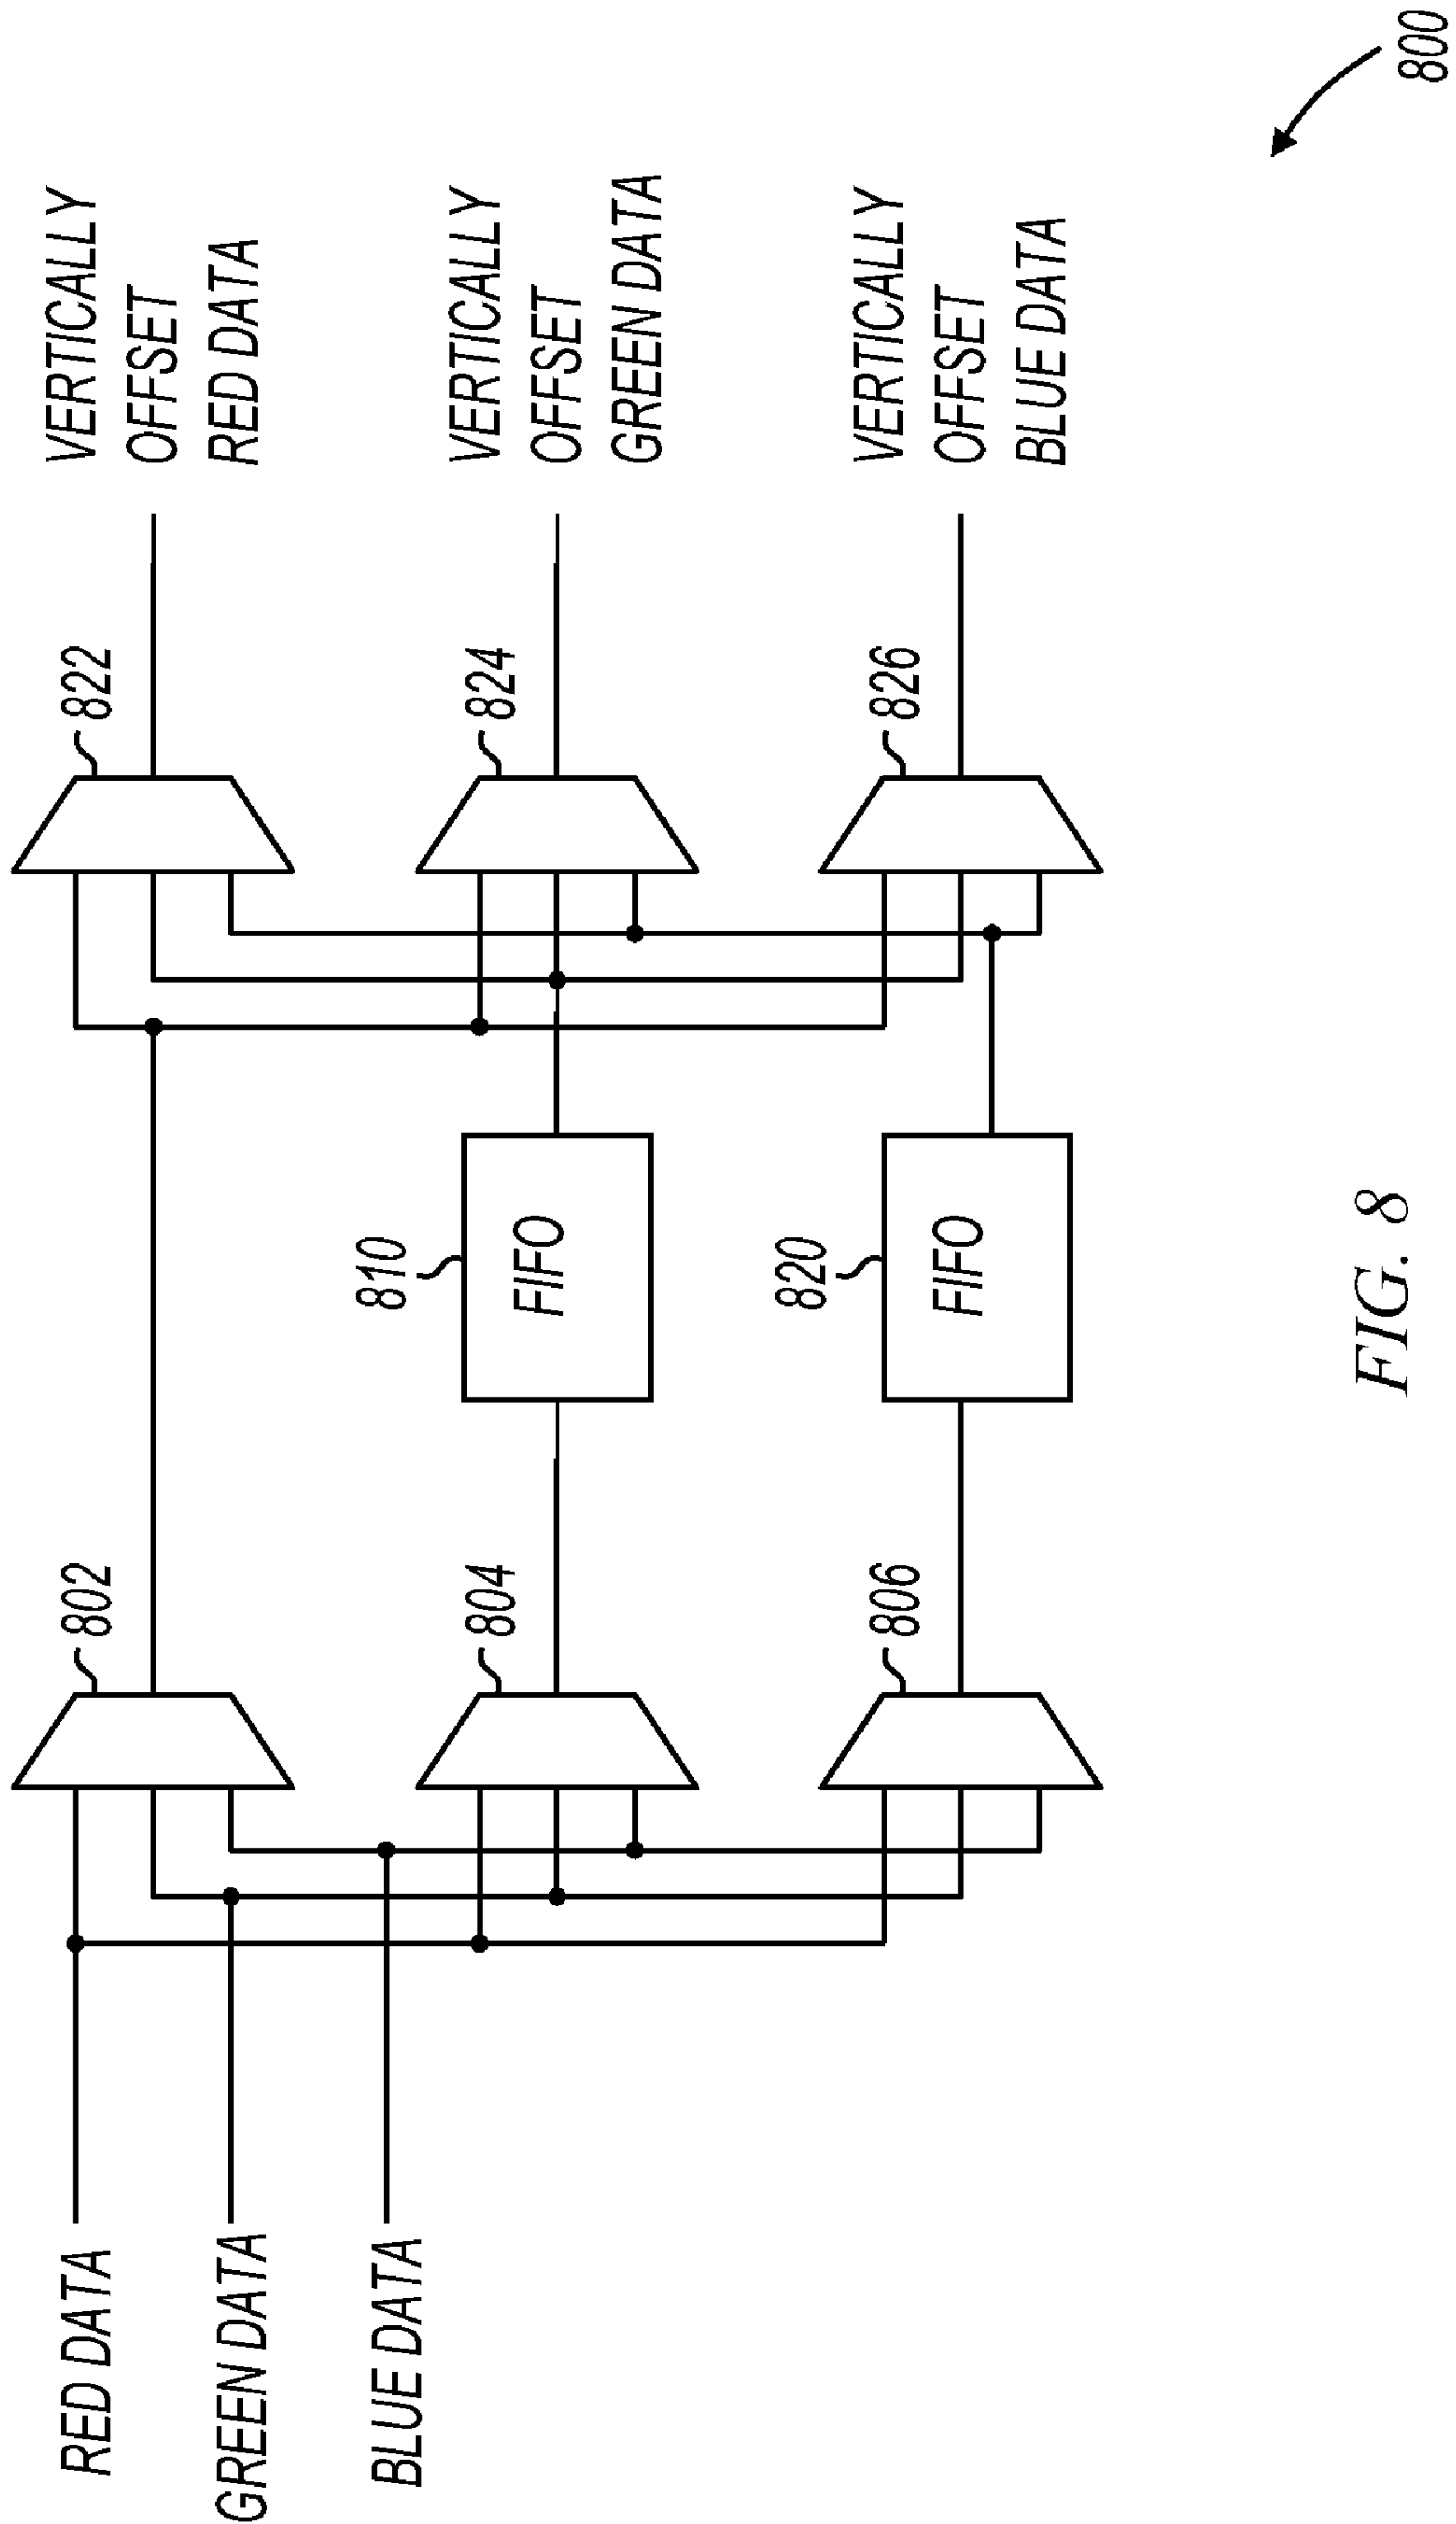 RED DATA
GREEN DATA
BLUE DATA
802
804
806
810
FIFO
820
FIFO
822
824
826
VERTICALLY
OFFSET
RED DATA
VERTICALLY
OFFSET
GREEN DATA
VERTICALLY
OFFSET
BLUE DATA
800
FIG. 8